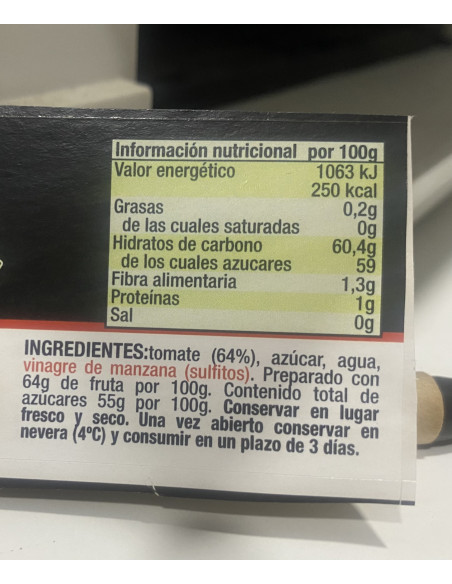 Información nutricional por 100g
Valor energético 1063 kJ
250 kcal
Grasas 0,2g
de las cuales saturadas 0g
Hidratos de carbono 60,4g
de los cuales azucares 59
Fibra alimentaria 1,3g
Proteínas 1g
Sal 0g
INGREDIENTES:tomate (64%), azúcar, agua,
vinagre de manzana (sulfitos). Preparado con
64g de fruta por 100g. Contenido total de
azúcares 55g por 100g. Conservar en lugar
fresco y seco. Una vez abierto conservar en
nevera (4ºC) y consumir en un plazo de 3 días.